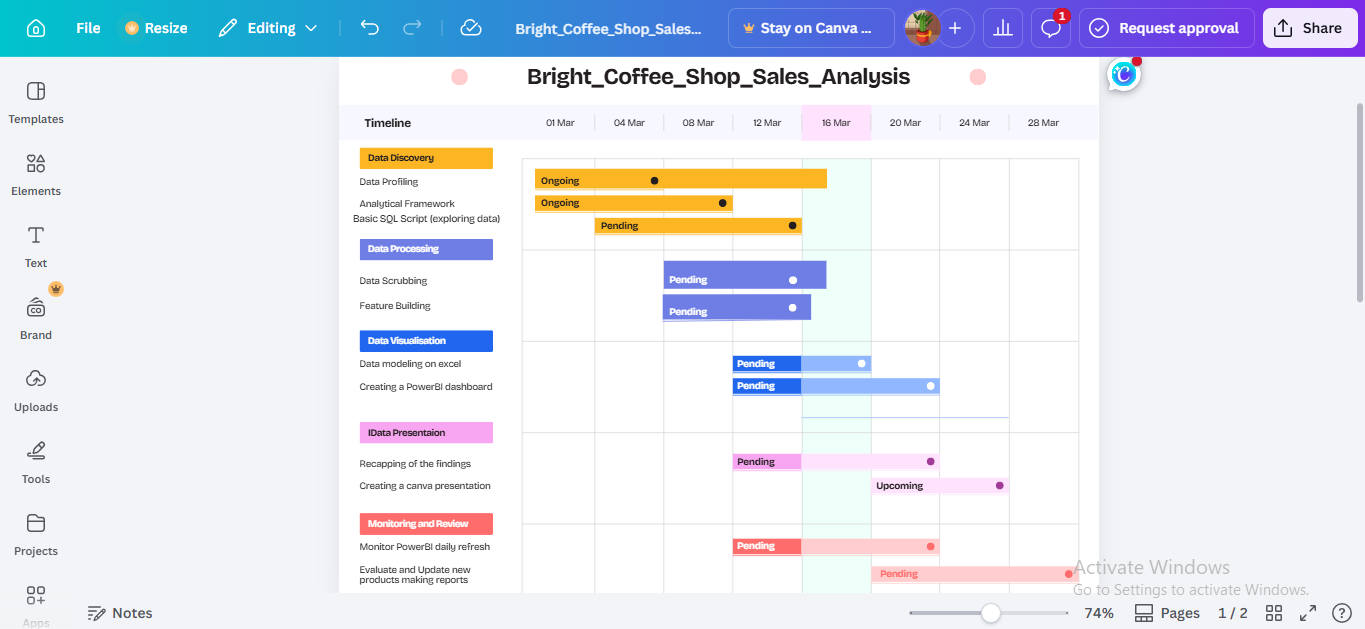 File
Resize
Editing
Bright_Coffee_Shop_Sales...
Stay on Canva ...
1
Request approval
Share
Templates
Elements
Text
Brand
Uploads
Tools
Projects
Apps
Bright_Coffee_Shop_Sales_Analysis
Timeline 01 Mar 04 Mar 08 Mar 12 Mar 16 Mar 20 Mar 24 Mar 28 Mar
Data Discovery
Data Profiling Ongoing
Analytical Framework Ongoing
Basic SQL Script (exploring data) Pending
Data Processing
Data Scrubbing Pending
Feature Building Pending
Data Visualisation
Data modeling on excel Pending
Creating a PowerBI dashboard Pending
IData Presentaion
Recapping of the findings Pending
Creating a canva presentation Upcoming
Monitoring and Review
Monitor PowerBI daily refresh Pending
Evaluate and Update new
products making reports
Pending
Activate Windows
Go to Settings to activate Windows.
Notes
74%
Pages
1 / 2